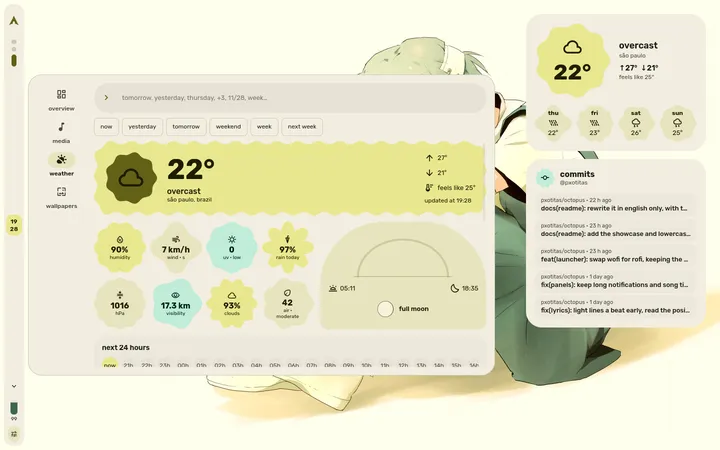 19
28
overview
media
weather
wallpapers
tomorrow, yesterday, thursday, +3, 11/28, week...
now
yesterday
tomorrow
weekend
week
next week
22°
overcast
são paulo, brazil
27°
21°
feels like 25°
updated at 19:28
90%
humidity
7 km/h
wind · s
0
uv · low
97%
rain today
1016
hPa
17.3 km
visibility
93%
clouds
42
air ·
moderate
05:11
18:35
full moon
next 24 hours
now 21h 22h 23h 00h 01h 02h 03h 04h 05h 06h 07h 08h 09h 10h 11h 12h 13h 14h 15h 16h
22°
overcast
são paulo
↑27° ↓21°
feels like 25°
thu
22°
fri
23°
sat
26°
sun
25°
commits
@pxotitas
pxotitas/octopus · 22 h ago
docs(readme): rewrite it in english only, with t...
pxotitas/octopus · 23 h ago
docs(readme): add the showcase and lowercas...
pxotitas/octopus · 23 h ago
feat(launcher): swap wofi for rofi, keeping the ...
pxotitas/octopus · 1 day ago
fix(panels): keep long notifications and song ti...
pxotitas/octopus · 1 day ago
fix(lyrics): light lines a beat early, read the posi...